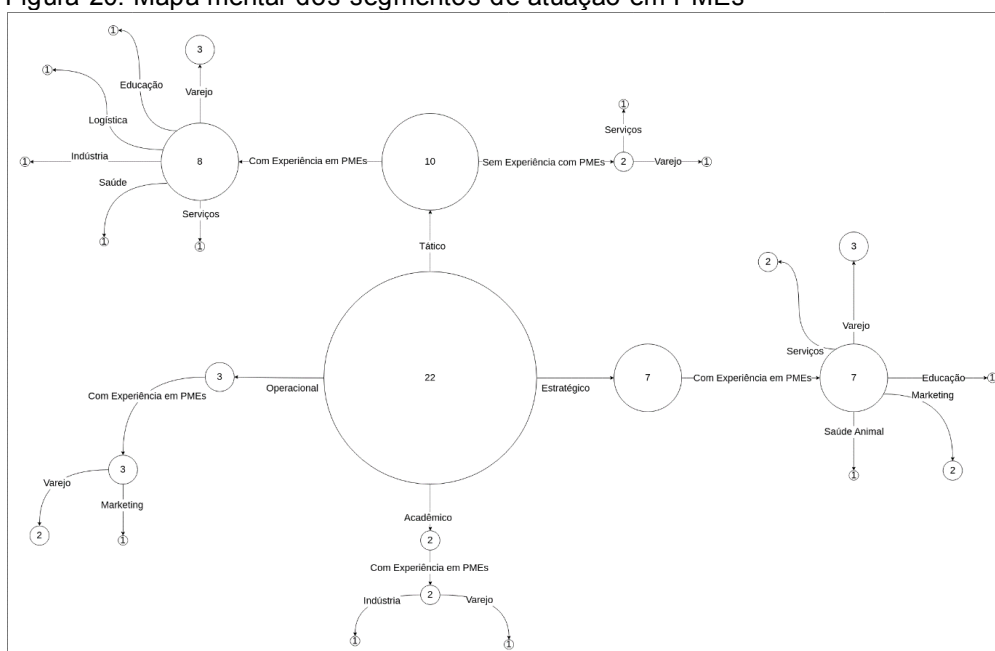 Figura 20: Mapa mental dos segmentos de atuação em PMEs
1
3
1
Educação
Varejo
Logística
1
Serviços
Indústria
1
8
Com Experiência em PMEs
10
Sem Experiência com PMEs
2
Varejo
1
Saúde
Serviços
1
1
Tático
3
2
Varejo
Serviços
22
Operacional
3
Estratégico
7
Com Experiência em PMEs
7
Educação
1
Com Experiência em PMEs
Marketing
Saúde Animal
3
1
2
Varejo
Marketing
2
1
Acadêmico
2
Com Experiência em PMEs
2
Indústria
Varejo
1
1